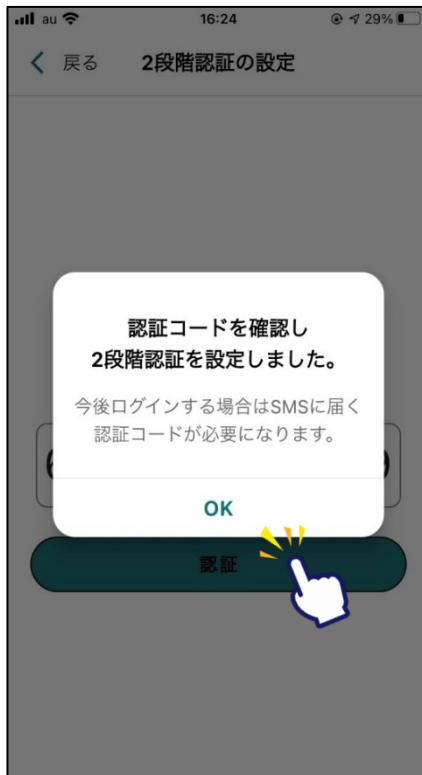 au 16:24 29%
戻る 2段階認証の設定
認証コードを確認し
2段階認証を設定しました。
今後ログインする場合はSMSに届く
認証コードが必要になります。
OK
認証